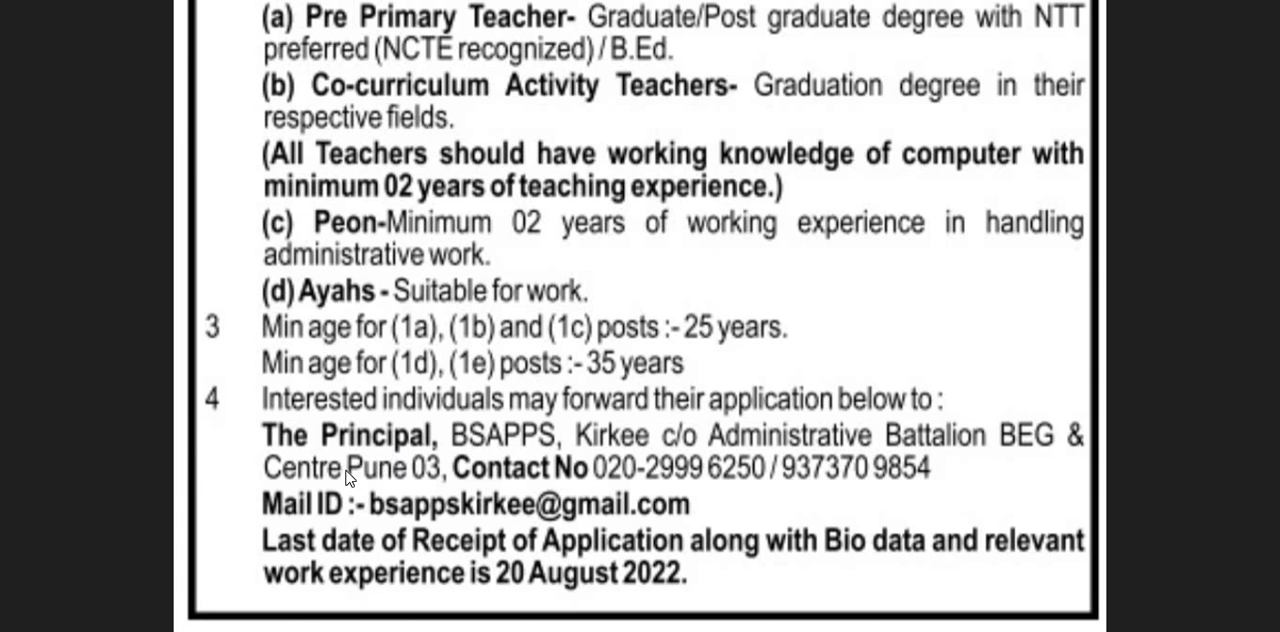 (a) Pre Primary Teacher- Graduate/Post graduate degree with NTT
preferred (NCTE recognized) / B.Ed.
(b) Co-curriculum Activity Teachers- Graduation degree in their
respective fields.
(All Teachers should have working knowledge of computer with
minimum 02 years of teaching experience.)
(c) Peon-Minimum 02 years of working experience in handling
administrative work.
(d) Ayahs - Suitable for work.
3 Min age for (1a), (1b) and (1c) posts :- 25 years.
Min age for (1d), (1e) posts :- 35 years
4 Interested individuals may forward their application below to :
The Principal, BSAPPS, Kirkee c/o Administrative Battalion BEG &
Centre Pune 03, Contact No 020-2999 6250 / 937370 9854
Mail ID :- bsappskirkee@gmail.com
Last date of Receipt of Application along with Bio data and relevant
work experience is 20 August 2022.